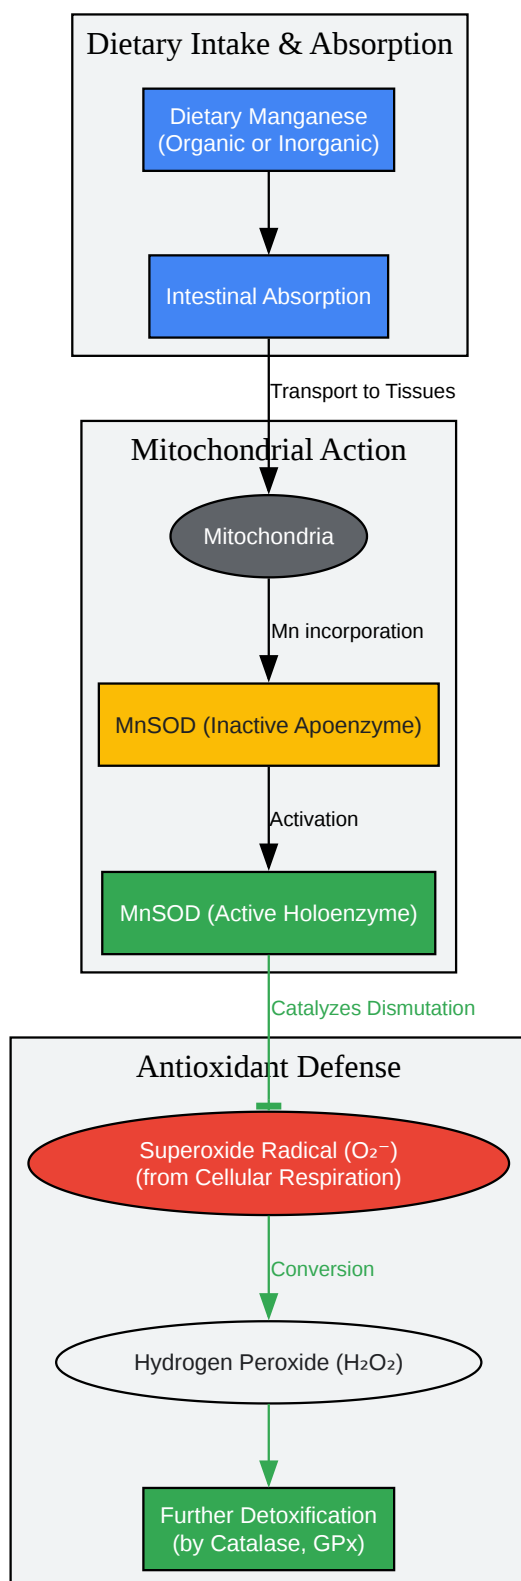 Dietary Intake & Absorption
Dietary Manganese
(Organic or Inorganic)
Intestinal Absorption
Transport to Tissues
Mitochondrial Action
Mitochondria
Mn incorporation
MnSOD (Inactive Apoenzyme)
Activation
MnSOD (Active Holoenzyme)
Catalyzes Dismutation
Antioxidant Defense
Superoxide Radical (O₂⁻)
(from Cellular Respiration)
Conversion
Hydrogen Peroxide (H₂O₂)
Further Detoxification
(by Catalase, GPx)